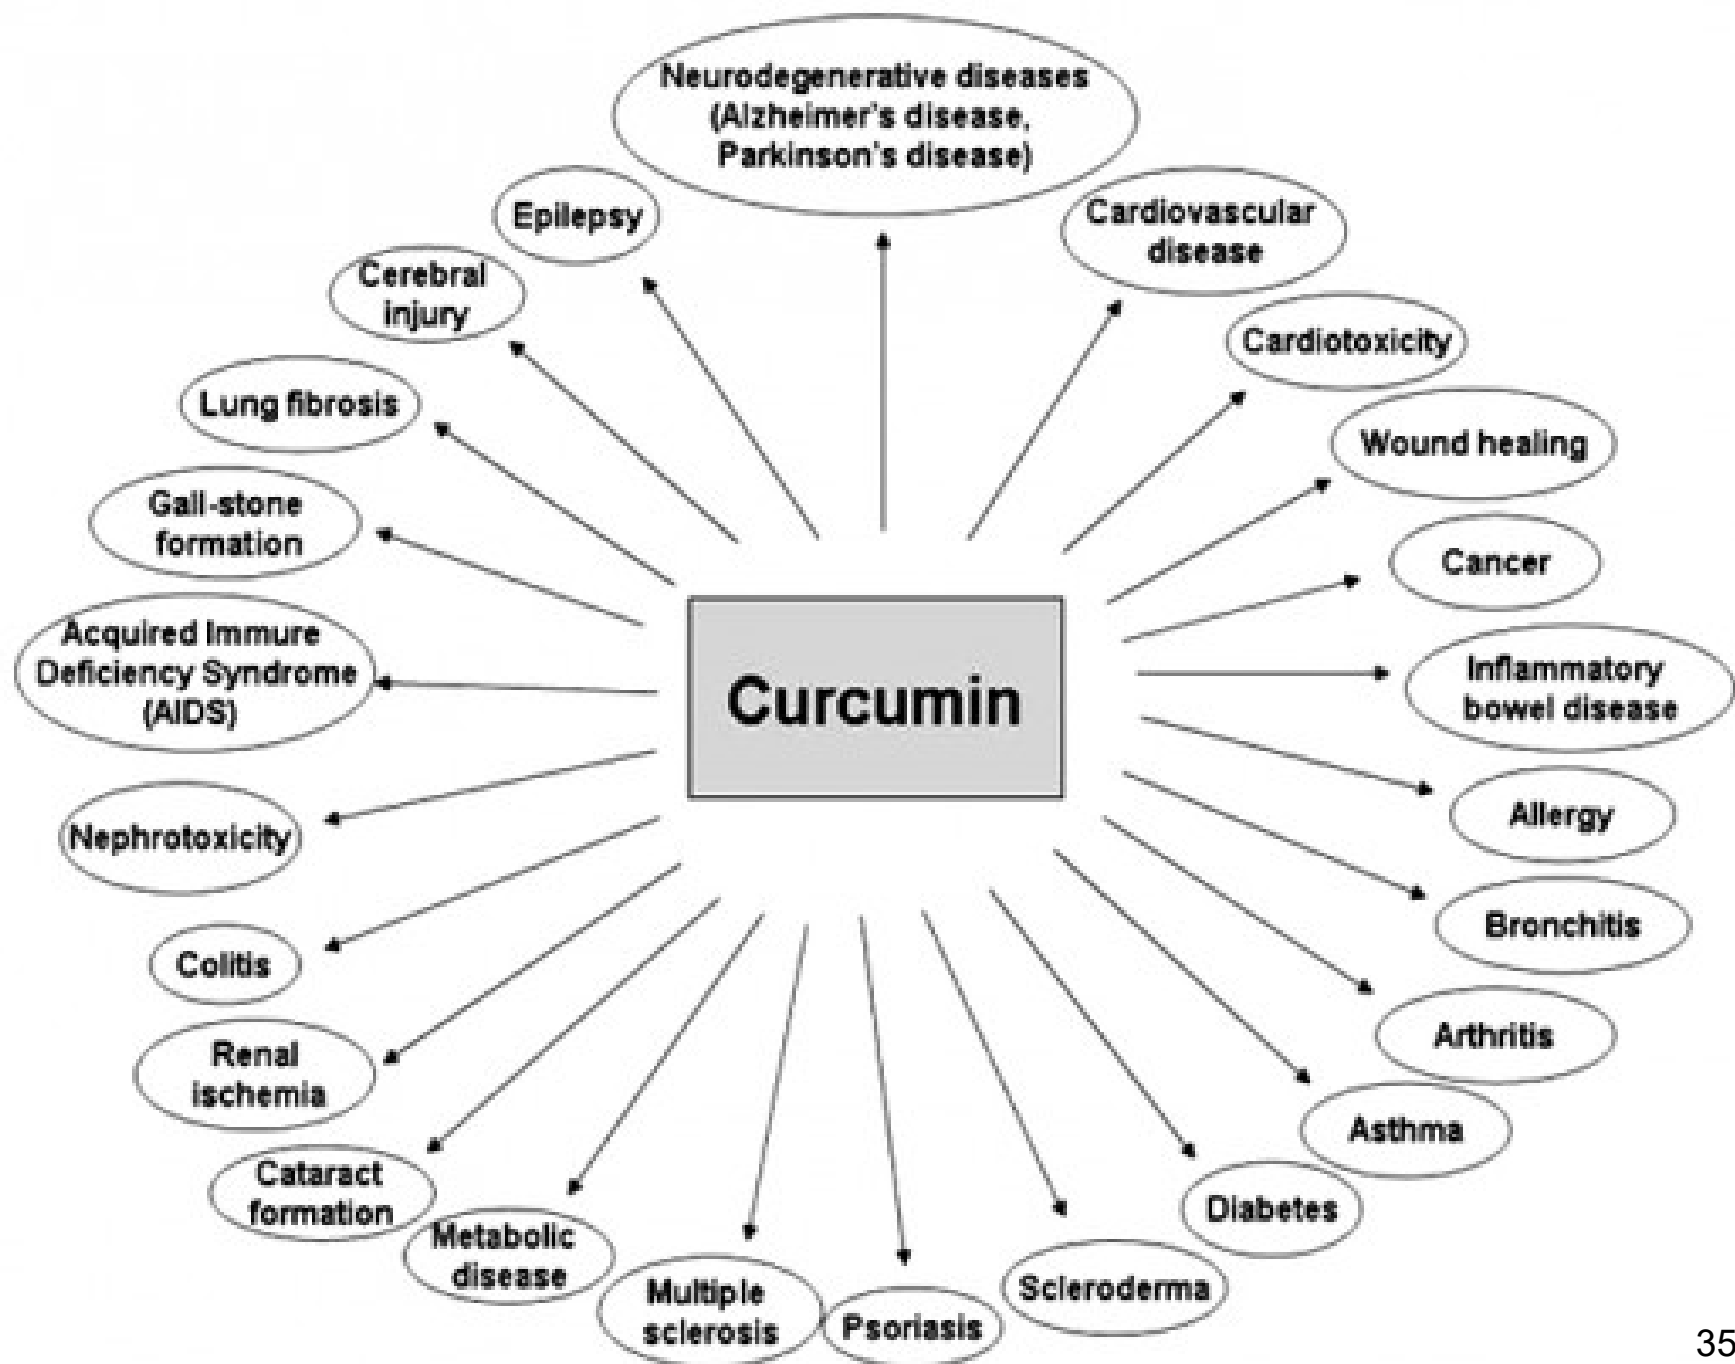 Neurodegenerative diseases
(Alzheimer's disease,
Parkinson's disease)
Epilepsy
Cardiovascular
disease
Cerebral
injury
Cardiotoxicity
Lung fibrosis
Wound healing
Gall-stone
formation
Cancer
Acquired Immure
Deficiency Syndrome
(AIDS)
Inflammatory
bowel disease
Curcumin
Allergy
Nephrotoxicity
Bronchitis
Colitis
Arthritis
Renal
ischemia
Asthma
Cataract
formation
Diabetes
Metabolic
disease
Scleroderma
Multiple
sclerosis
Psoriasis
35